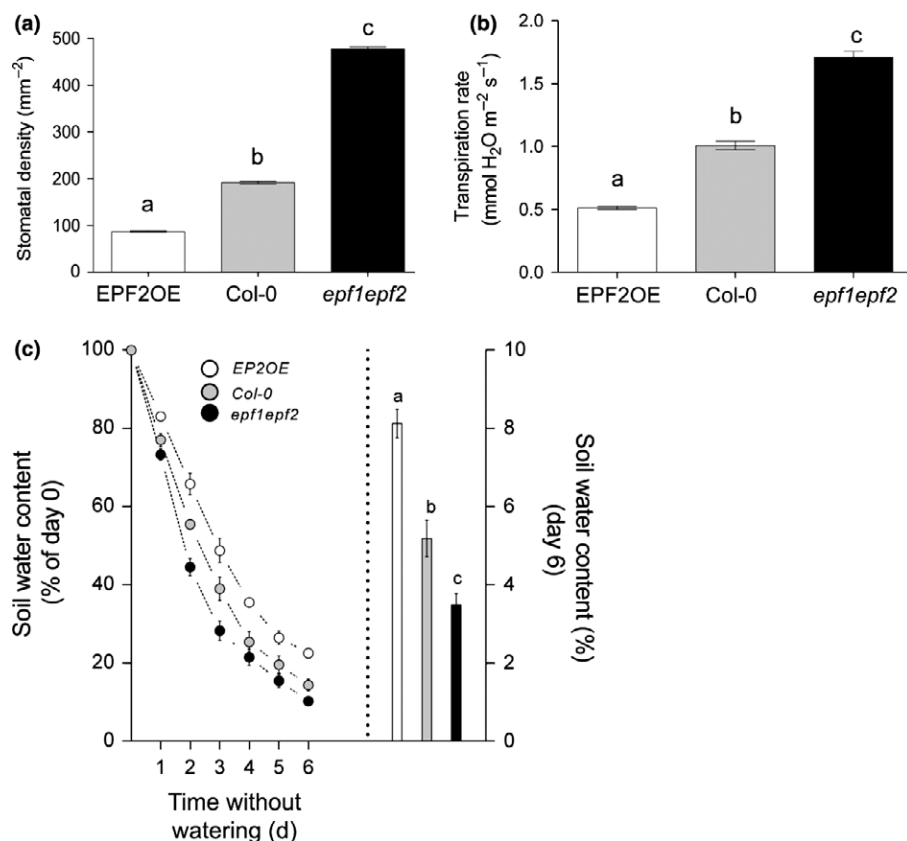 (a)
Stomatal density (mm⁻²)
500
400
300
200
100
0
a
b
c
EPF2OE
Col-0
epf1epf2
(b)
Transpiration rate
(mmol H₂O m⁻² s⁻¹)
2.0
1.5
1.0
0.5
0.0
a
b
c
EPF2OE
Col-0
epf1epf2
(c)
Soil water content
(% of day 0)
100
80
60
40
20
0
EP2OE
Col-0
epf1epf2
1 2 3 4 5 6
Time without
watering (d)
a
b
c
10
8
6
4
2
0
Soil water content (%)
(day 6)